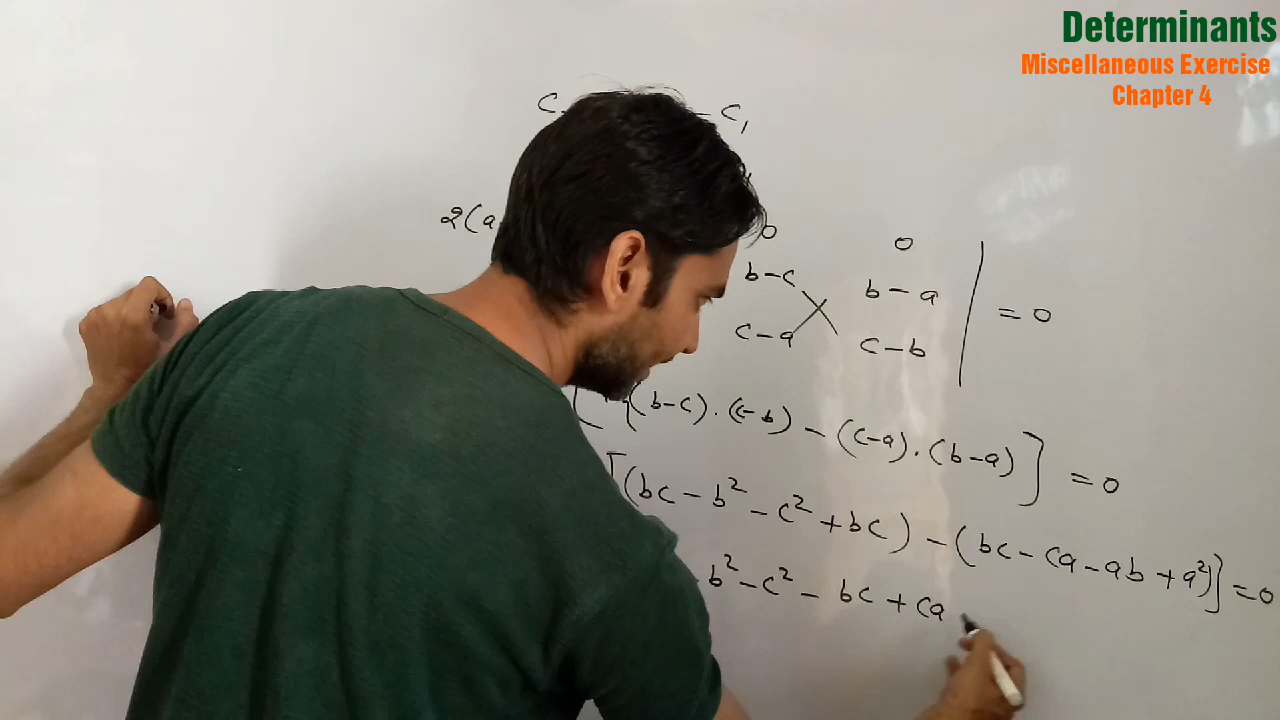 Determinants
Miscellaneous Exercise
Chapter 4
C - C₁
2(a 0 0
b-c b-a
= 0
c-a c-b
[ (b-c).(c-b) - (c-a).(b-a)] = 0
[(bc - b² - c² + bc) - (bc - ca - ab + a²)] = 0
b² - c² - bc + ca